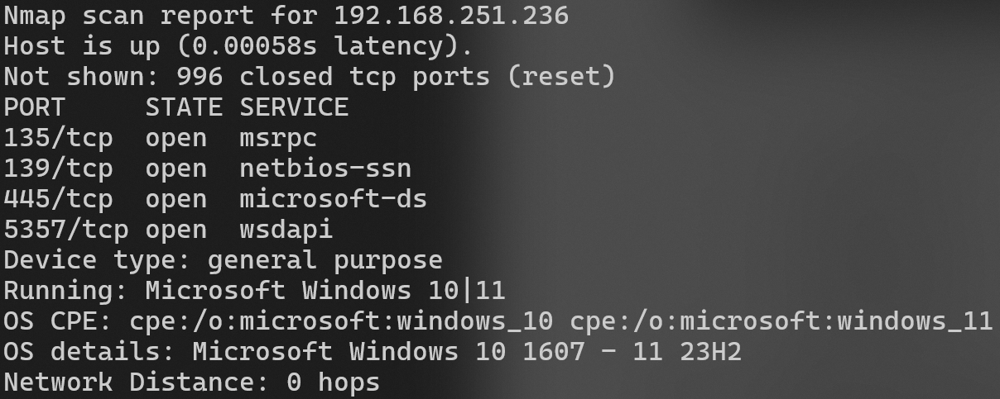 Nmap scan report for 192.168.251.236
Host is up (0.00058s latency).
Not shown: 996 closed tcp ports (reset)
PORT     STATE SERVICE
135/tcp  open  msrpc
139/tcp  open  netbios-ssn
445/tcp  open  microsoft-ds
5357/tcp open  wsdapi
Device type: general purpose
Running: Microsoft Windows 10|11
OS CPE: cpe:/o:microsoft:windows_10 cpe:/o:microsoft:windows_11
OS details: Microsoft Windows 10 1607 - 11 23H2
Network Distance: 0 hops